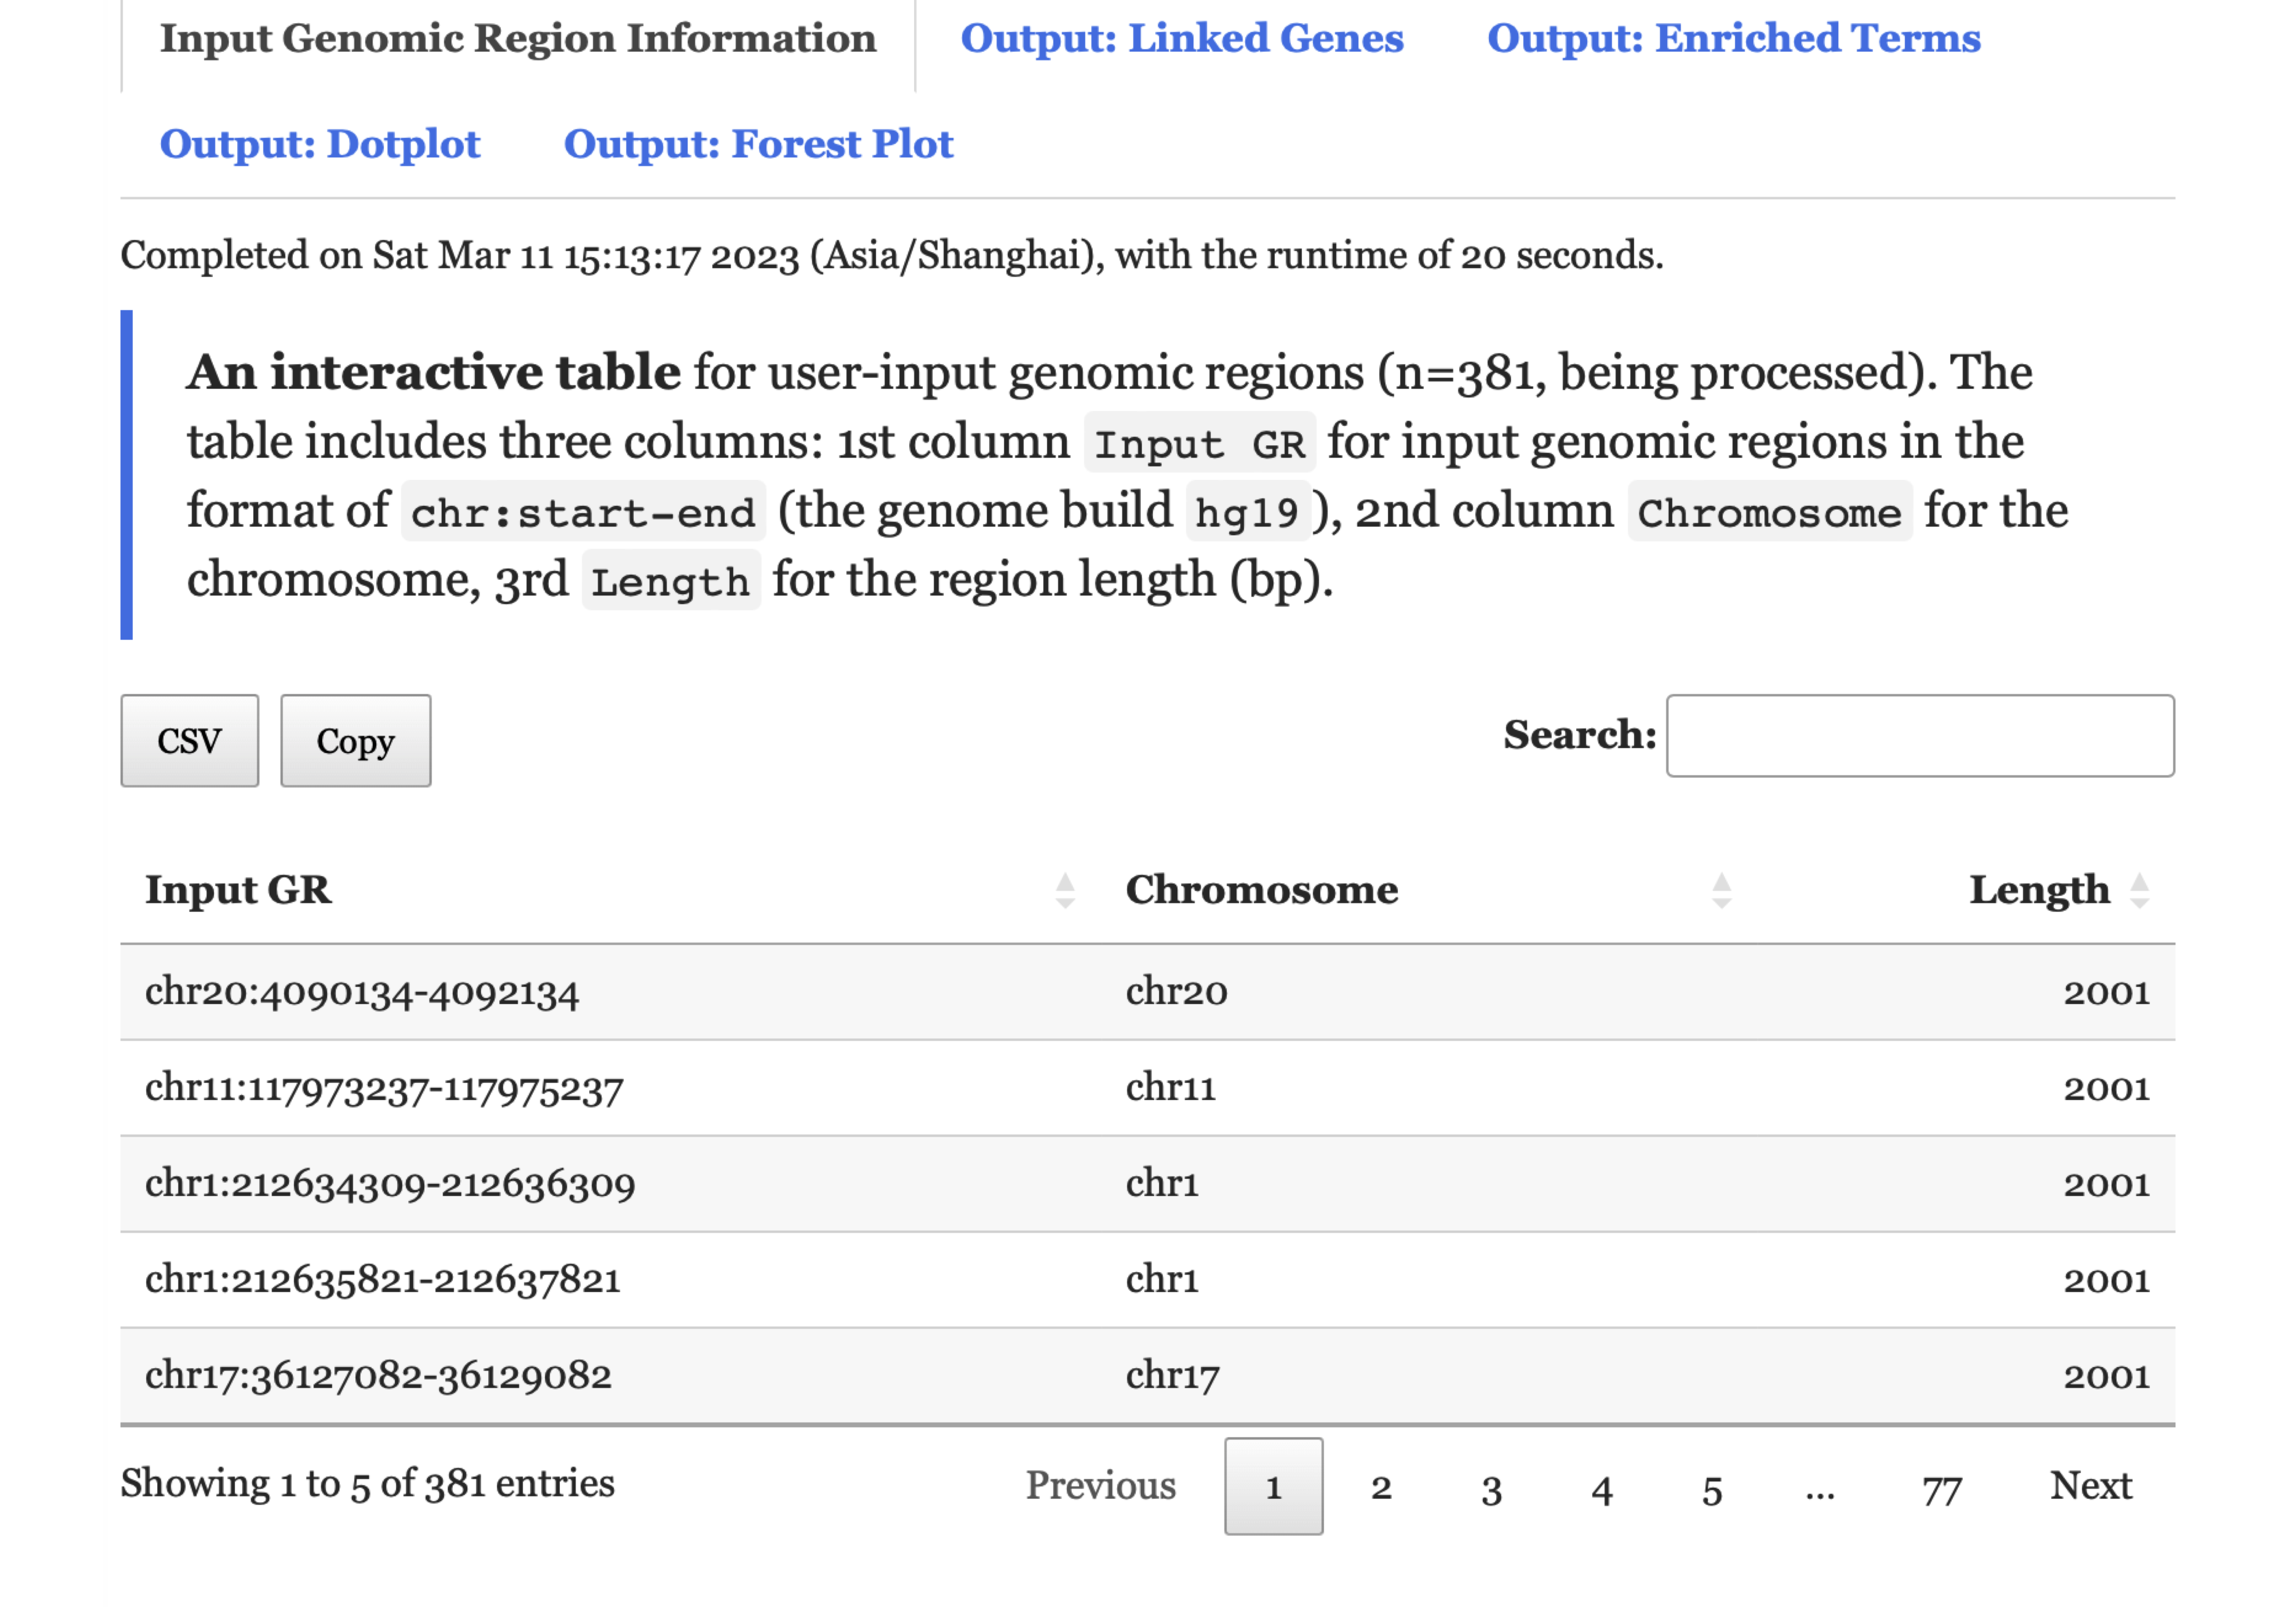 Input Genomic Region Information Output: Linked Genes Output: Enriched Terms
Output: Dotplot Output: Forest Plot
Completed on Sat Mar 11 15:13:17 2023 (Asia/Shanghai), with the runtime of 20 seconds.
An interactive table for user-input genomic regions (n=381, being processed). The
table includes three columns: 1st column Input GR for input genomic regions in the
format of chr:start-end (the genome build hg19), 2nd column Chromosome for the
chromosome, 3rd Length for the region length (bp).
CSV Copy Search:
Input GR Chromosome Length
chr20:4090134-4092134 chr20 2001
chr11:117973237-117975237 chr11 2001
chr1:212634309-212636309 chr1 2001
chr1:212635821-212637821 chr1 2001
chr17:36127082-36129082 chr17 2001
Showing 1 to 5 of 381 entries Previous 1 2 3 4 5 ... 77 Next